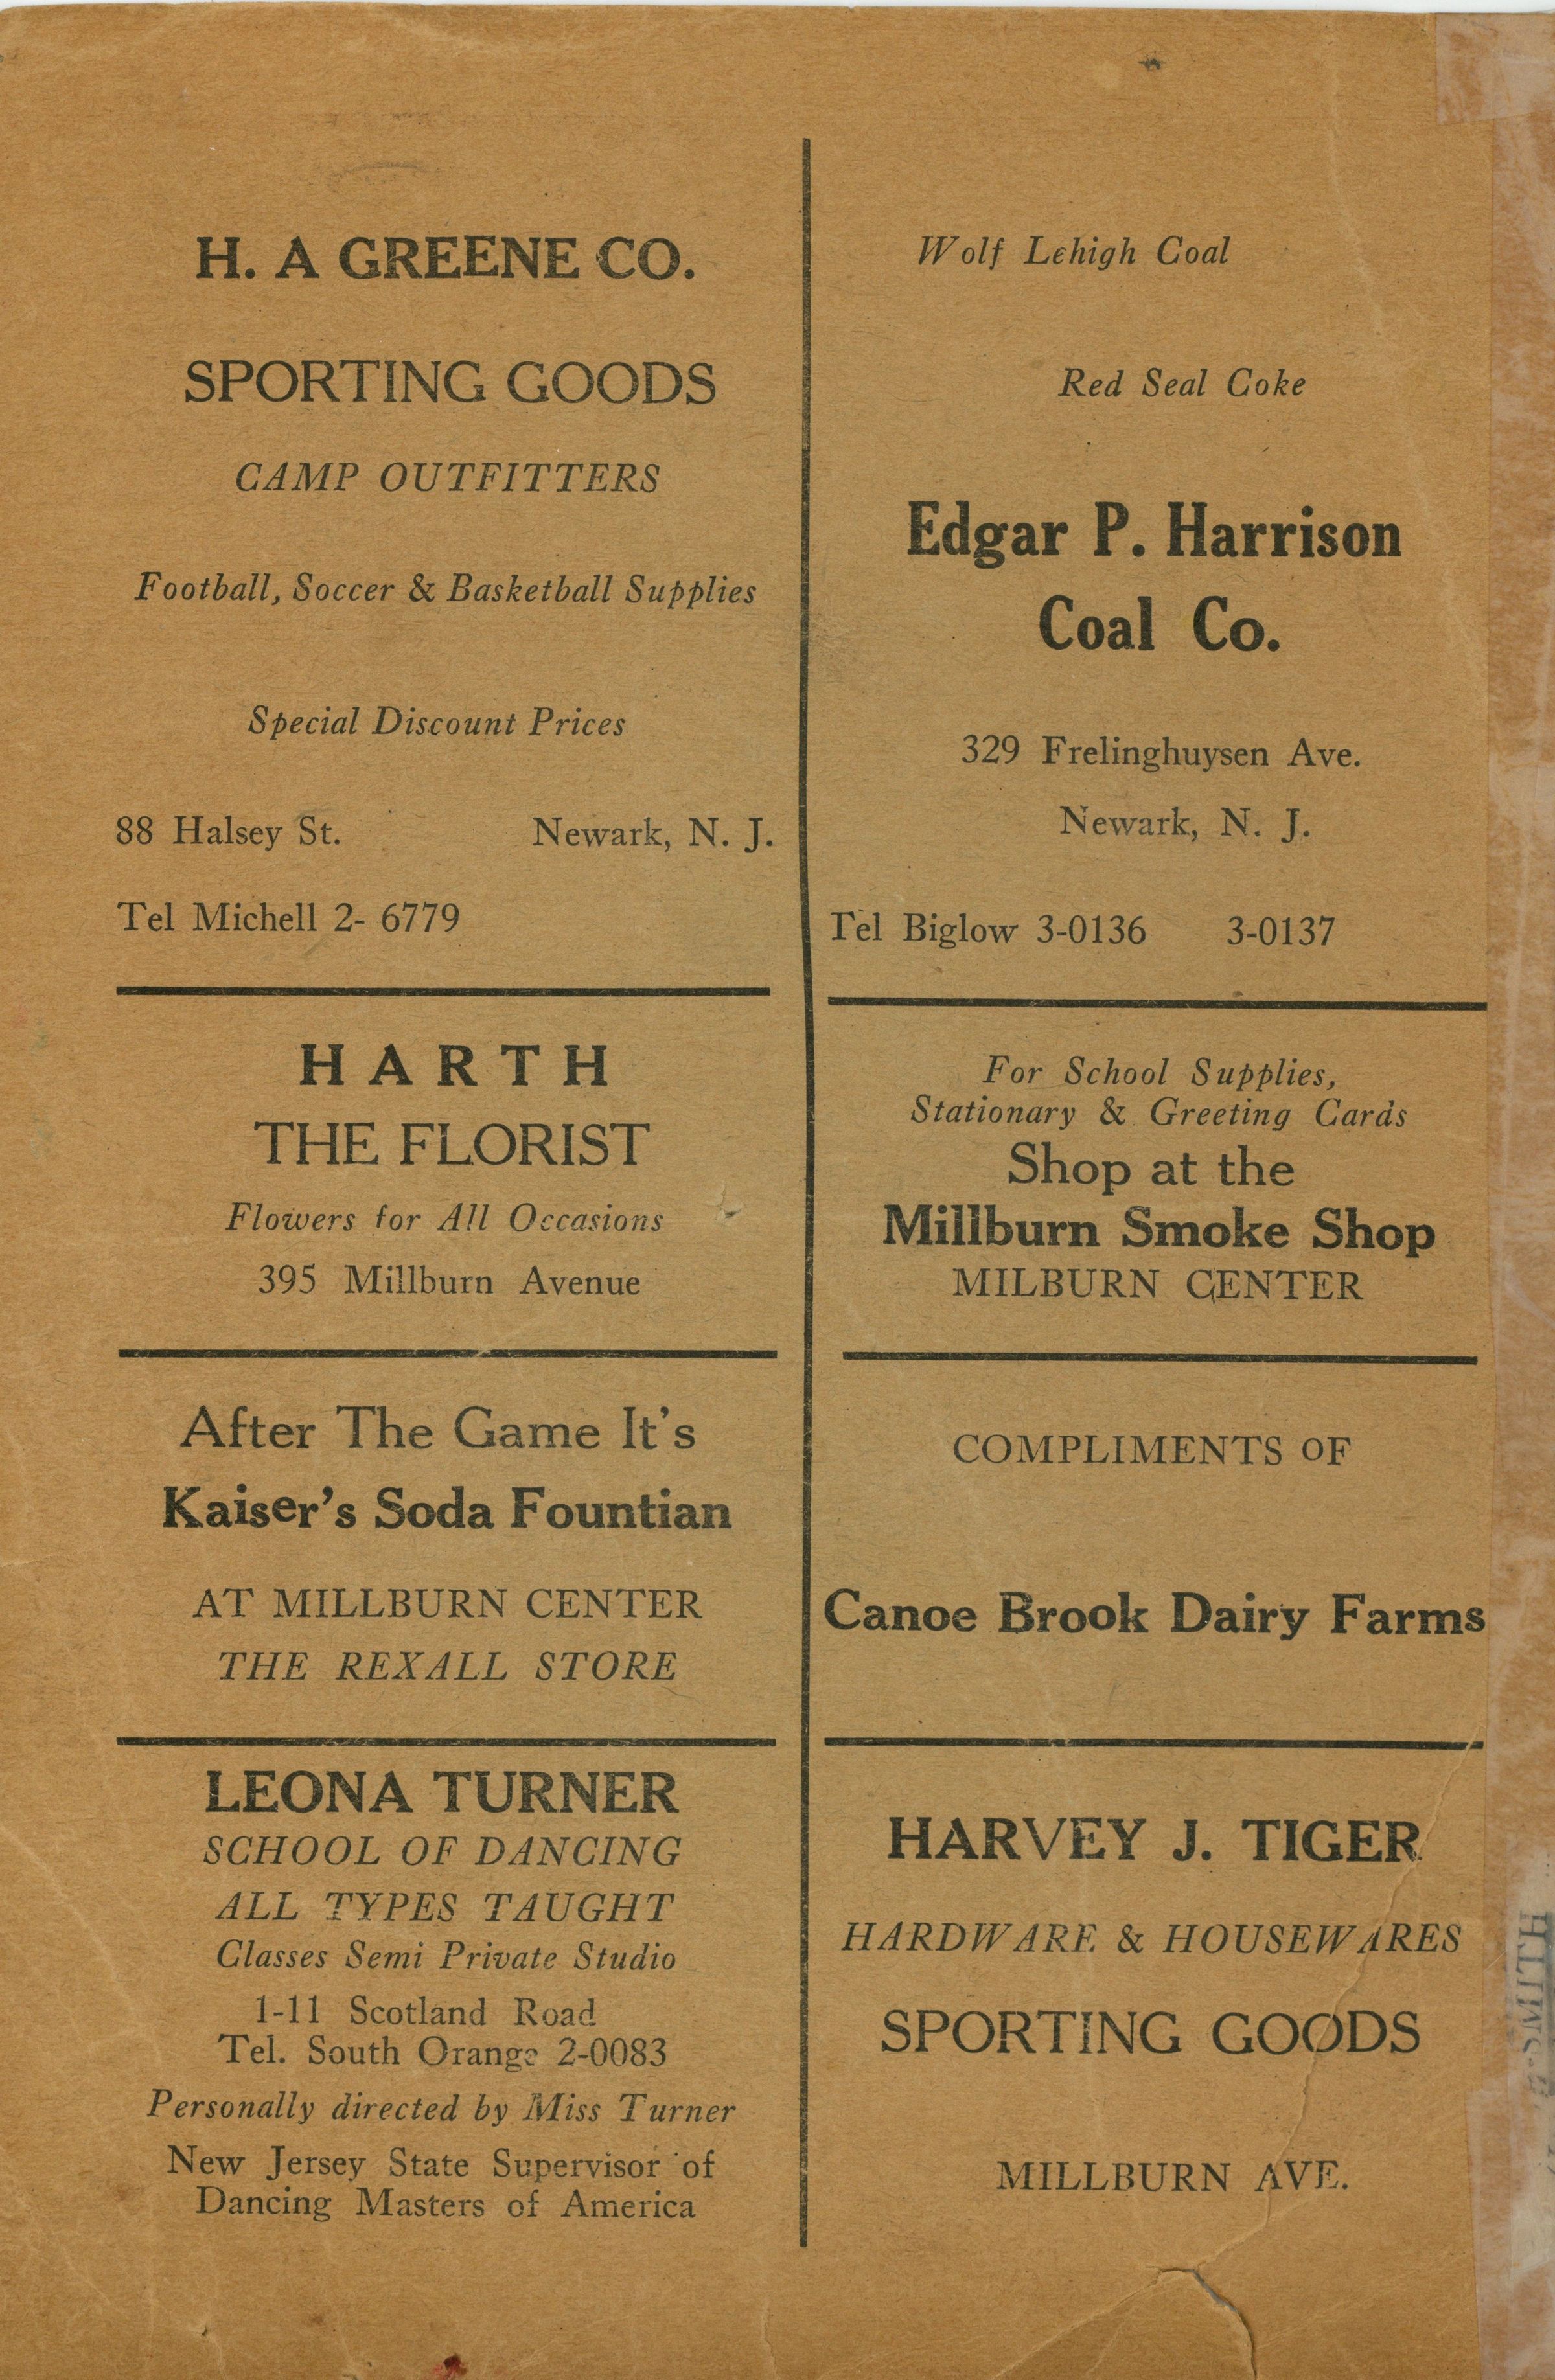 H. A GREENE CO.
SPORTING GOODS
CAMP OUTFITTERS
Football, Soccer & Basketball Supplies
Special Discount Prices
88 Halsey St. Newark, N. J.
Tel Michell 2- 6779
HARTH
THE FLORIST
Flowers for All Occasions
395 Millburn Avenue
After The Game It's
Kaiser's Soda Fountian
AT MILLBURN CENTER
THE REXALL STORE
LEONA TURNER
SCHOOL OF DANCING
ALL TYPES TAUGHT
Classes Semi Private Studio
1-11 Scotland Road
Tel. South Orange 2-0083
Personally directed by Miss Turner
New Jersey State Supervisor of
Dancing Masters of America
Wolf Lehigh Coal
Red Seal Coke
Edgar P. Harrison
Coal Co.
329 Frelinghuysen Ave.
Newark, N. J.
Tel Biglow 3-0136 3-0137
For School Supplies,
Stationary & Greeting Cards
Shop at the
Millburn Smoke Shop
MILBURN CENTER
COMPLIMENTS OF
Canoe Brook Dairy Farms
HARVEY J. TIGER
HARDWARE & HOUSEWARES
SPORTING GOODS
MILLBURN AVE.